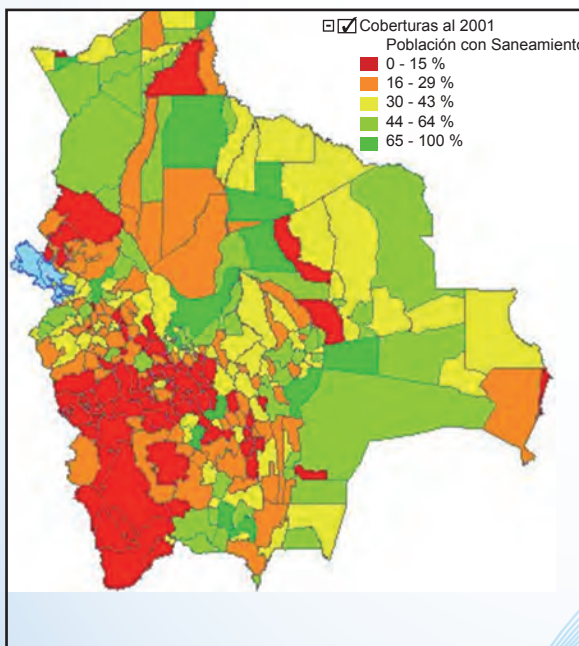 Coberturas al 2001
Población con Saneamiento
0 - 15 %
16 - 29 %
30 - 43 %
44 - 64 %
65 - 100 %